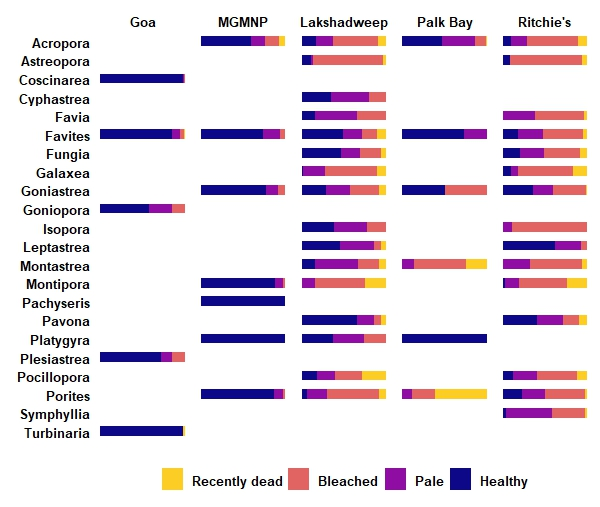 Goa MGMNP Lakshadweep Palk Bay Ritchie's
Acropora
Astreopora
Coscinarea
Cyphastrea
Favia
Favites
Fungia
Galaxea
Goniastrea
Goniopora
Isopora
Leptastrea
Montastrea
Montipora
Pachyseris
Pavona
Platygyra
Plesiastrea
Pocillopora
Porites
Symphyllia
Turbinaria
Recently dead Bleached Pale Healthy